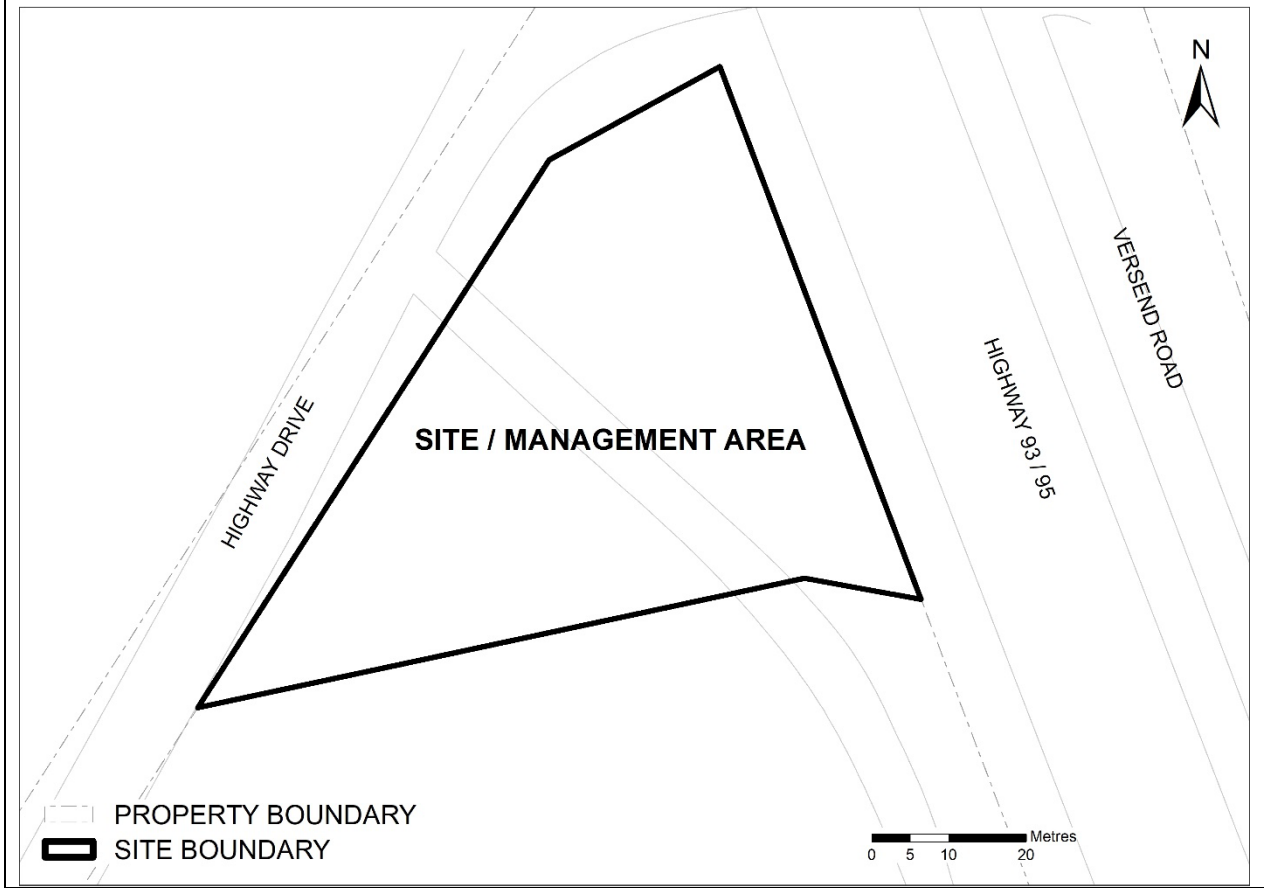 N
VERSEND ROAD
HIGHWAY 93 / 95
HIGHWAY DRIVE
SITE / MANAGEMENT AREA
PROPERTY BOUNDARY
SITE BOUNDARY
Metres
0 5 10 20